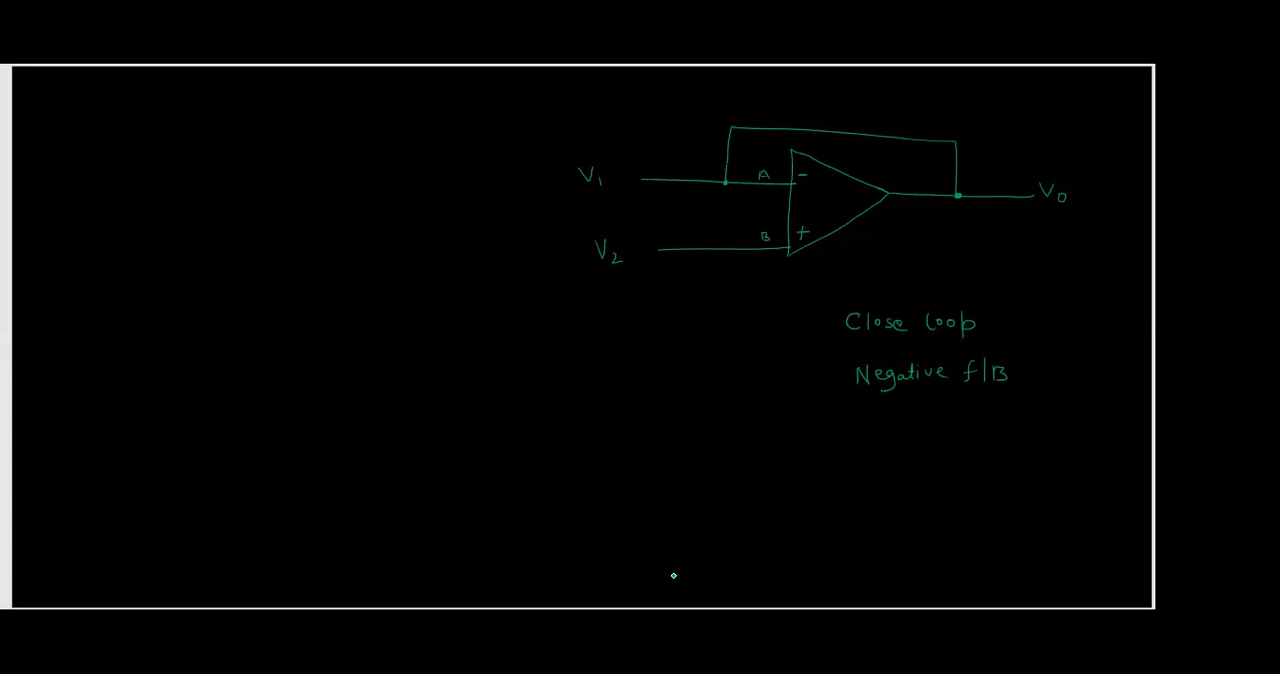 V1 A -
V0
B +
V2
Close loop
Negative f/B